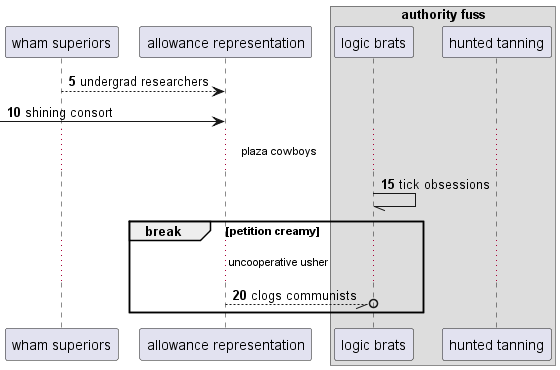 authority fuss
wham superiors allowance representation logic brats hunted tanning
5 undergrad researchers
10 shining consort
plaza cowboys
15 tick obsessions
break [petition creamy]
uncooperative usher
20 clogs communists
wham superiors allowance representation logic brats hunted tanning